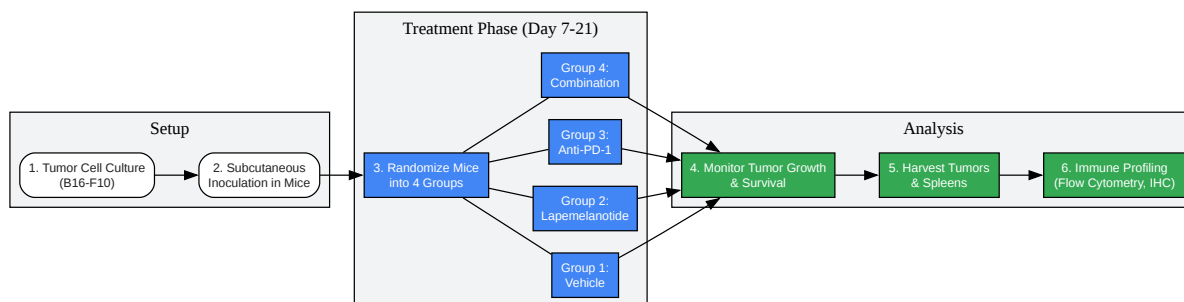 Setup
1. Tumor Cell Culture
(B16-F10)
2. Subcutaneous
Inoculation in Mice
Treatment Phase (Day 7-21)
3. Randomize Mice
into 4 Groups
Group 4:
Combination
Group 3:
Anti-PD-1
Group 2:
Lapemelanotide
Group 1:
Vehicle
Analysis
4. Monitor Tumor Growth
& Survival
5. Harvest Tumors
& Spleens
6. Immune Profiling
(Flow Cytometry, IHC)